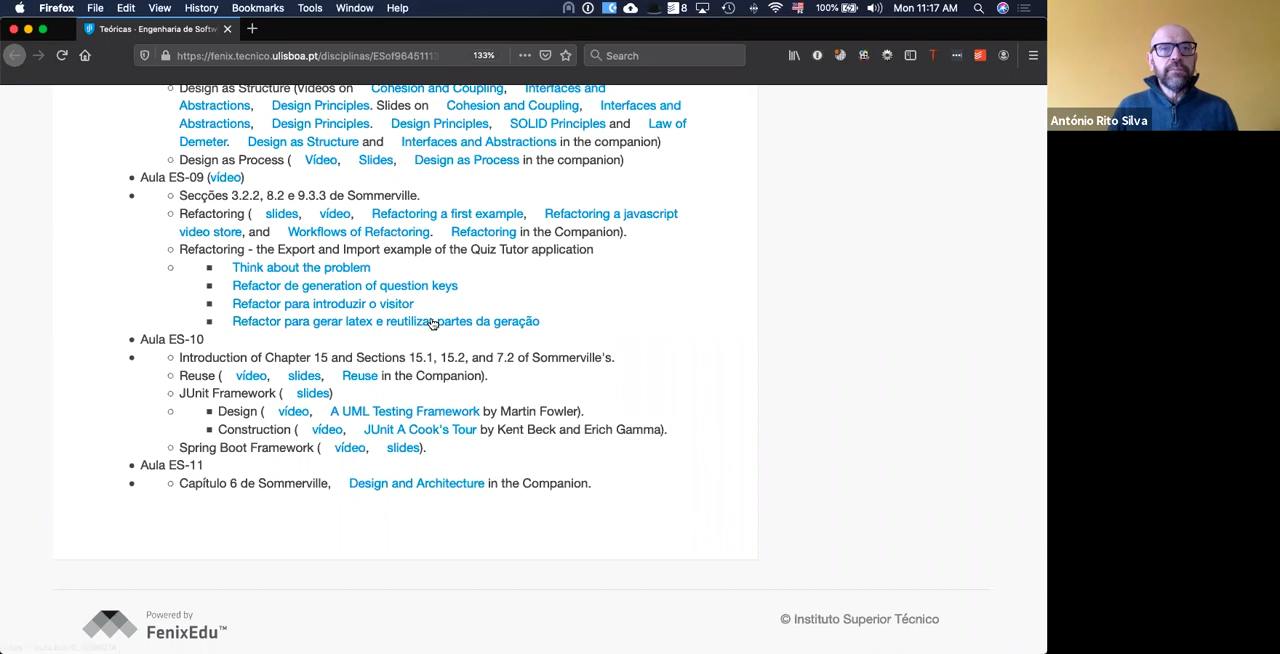 Firefox File Edit View History Bookmarks Tools Window Help 8 100% Mon 11:17 AM
Teóricas · Engenharia de Softw
https://fenix.tecnico.ulisboa.pt/disciplinas/ESof96451113 133% Search
Design as Structure (Videos on Cohesion and Coupling, Interfaces and
Abstractions, Design Principles. Slides on Cohesion and Coupling, Interfaces and
Abstractions, Design Principles. Design Principles, SOLID Principles and Law of
Demeter. Design as Structure and Interfaces and Abstractions in the companion)
Design as Process ( Vídeo, Slides, Design as Process in the companion)
Aula ES-09 (vídeo)
Secções 3.2.2, 8.2 e 9.3.3 de Sommerville.
Refactoring ( slides, vídeo, Refactoring a first example, Refactoring a javascript
video store, and Workflows of Refactoring. Refactoring in the Companion).
Refactoring - the Export and Import example of the Quiz Tutor application
Think about the problem
Refactor de generation of question keys
Refactor para introduzir o visitor
Refactor para gerar latex e reutilizar partes da geração
Aula ES-10
Introduction of Chapter 15 and Sections 15.1, 15.2, and 7.2 of Sommerville's.
Reuse ( vídeo, slides, Reuse in the Companion).
JUnit Framework ( slides)
Design ( vídeo, A UML Testing Framework by Martin Fowler).
Construction ( vídeo, JUnit A Cook's Tour by Kent Beck and Erich Gamma).
Spring Boot Framework ( vídeo, slides).
Aula ES-11
Capítulo 6 de Sommerville, Design and Architecture in the Companion.
Powered by
FenixEdu™
© Instituto Superior Técnico
António Rito Silva